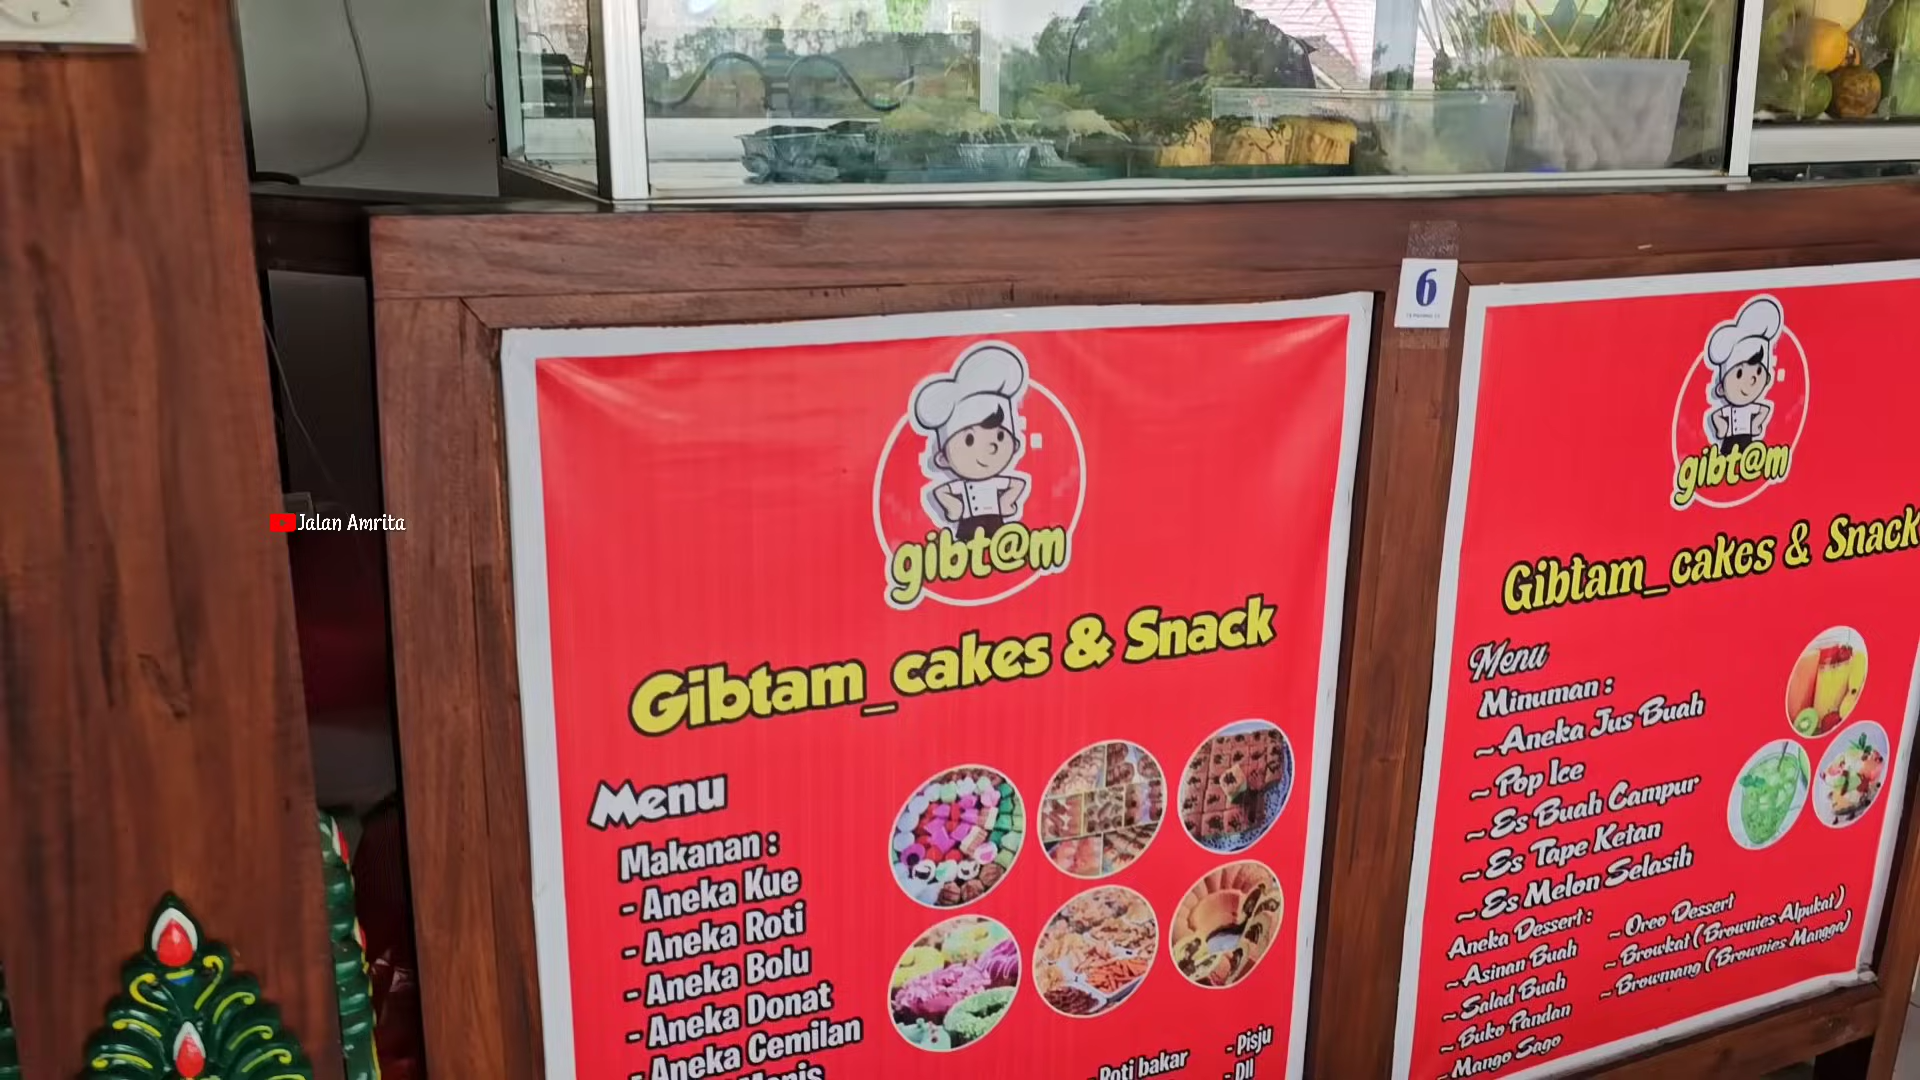 6
gibt@m
Gibtam_cakes & Snack
Menu
Makanan :
- Aneka Kue
- Aneka Roti
- Aneka Bolu
- Aneka Donat
- Aneka Cemilan
- Roti bakar
- Pisju
- Dll
gibt@m
Gibtam_cakes & Snack
Menu
Minuman :
~ Aneka Jus Buah
~ Pop Ice
~ Es Buah Campur
~ Es Tape Ketan
~ Es Melon Selasih
Aneka Dessert :
~ Asinan Buah
~ Salad Buah
~ Buko Pandan
~ Mango Sago
~ Oreo Dessert
~ Browkat ( Brownies Alpukat )
~ Browmang ( Brownies Mangga)
Jalan Amrita